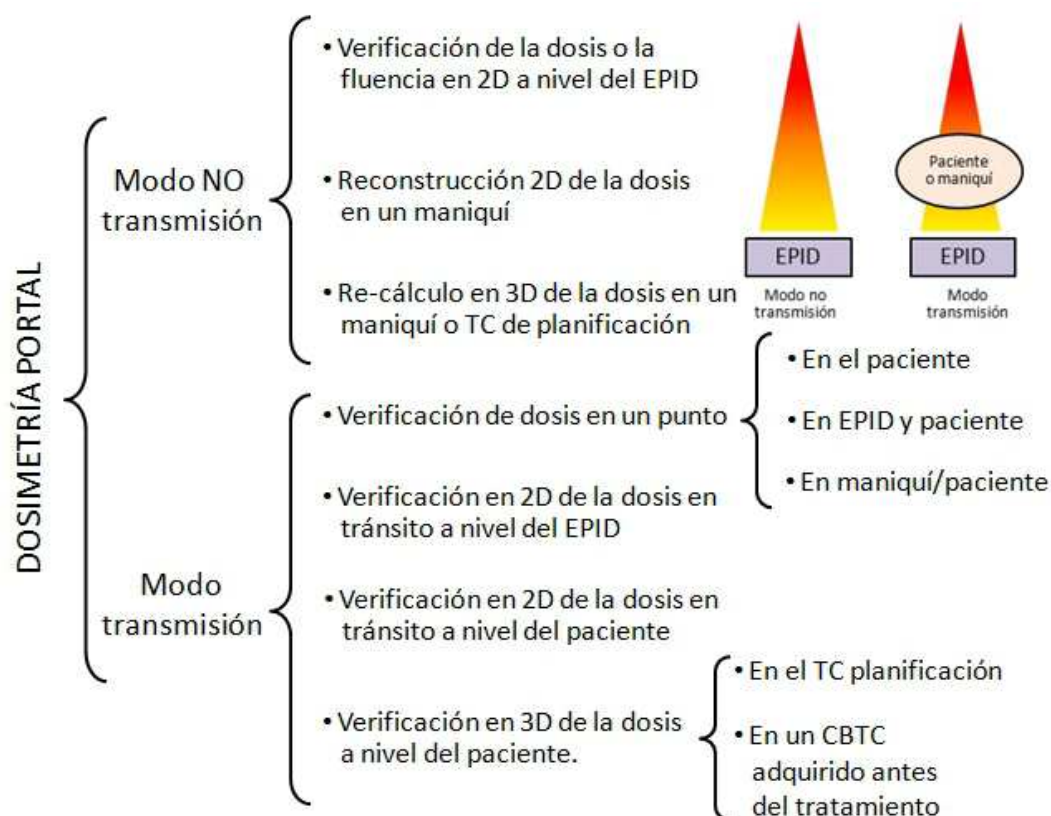 DOSIMETRÍA PORTAL
Modo NO
transmisión
• Verificación de la dosis o la
fluencia en 2D a nivel del EPID
• Reconstrucción 2D de la dosis
en un maniquí
• Re-cálculo en 3D de la dosis en un
maniquí o TC de planificación
EPID
Modo no
transmisión
Paciente
o maniquí
EPID
Modo
transmisión
Modo
transmisión
• Verificación de dosis en un punto
• En el paciente
• En EPID y paciente
• En maniquí/paciente
• Verificación en 2D de la dosis en
tránsito a nivel del EPID
• Verificación en 2D de la dosis en
tránsito a nivel del paciente
• Verificación en 3D de la dosis
a nivel del paciente.
• En el TC planificación
• En un CBTC
adquirido antes
del tratamiento